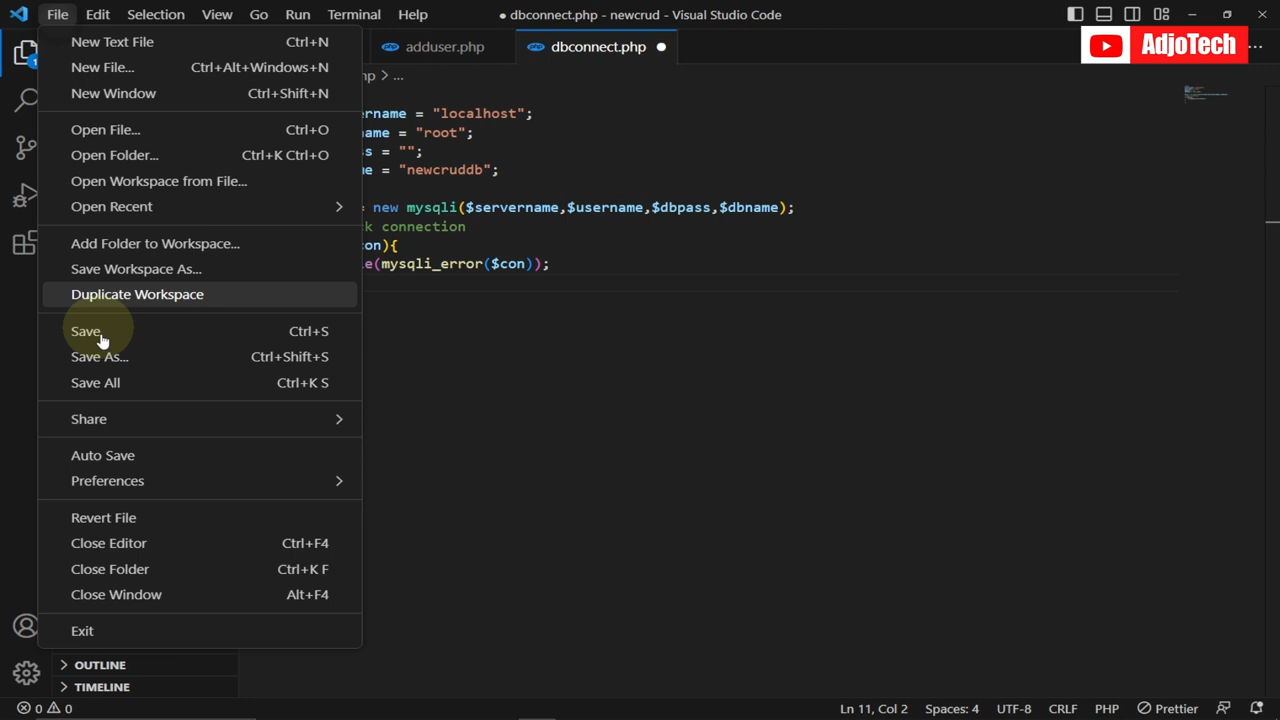 File Edit Selection View Go Run Terminal Help
● dbconnect.php - newcrud - Visual Studio Code
AdjoTech
adduser.php
dbconnect.php
New Text File Ctrl+N
New File... Ctrl+Alt+Windows+N
New Window Ctrl+Shift+N
Open File... Ctrl+O
Open Folder... Ctrl+K Ctrl+O
Open Workspace from File...
Open Recent
Add Folder to Workspace...
Save Workspace As...
Duplicate Workspace
Save Ctrl+S
Save As... Ctrl+Shift+S
Save All Ctrl+K S
Share
Auto Save
Preferences
Revert File
Close Editor Ctrl+F4
Close Folder Ctrl+K F
Close Window Alt+F4
Exit
hp > ...
rname = "localhost";
ame = "root";
s = "";
e = "newcruddb";
= new mysqli($servername,$username,$dbpass,$dbname);
k connection
on){
e(mysqli_error($con));
1
OUTLINE
TIMELINE
0 0
Ln 11, Col 2 Spaces: 4 UTF-8 CRLF PHP Prettier